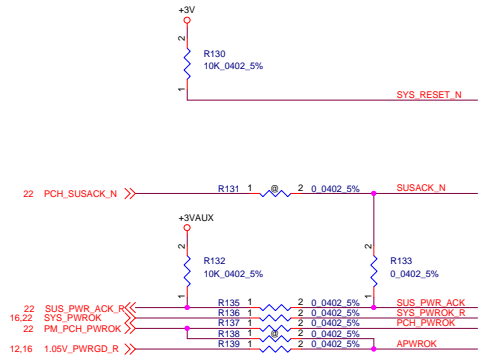 +3V
2
R130
10K_0402_5%
1
SYS_RESET_N
22 PCH_SUSACK_N R131 1 @ 2 0_0402_5% SUSACK_N
+3VAUX
2 2
R132 R133
10K_0402_5% 0_0402_5%
1 1
22 SUS_PWR_ACK_R R135 1 2 0_0402_5% SUS_PWR_ACK
16,22 SYS_PWROK R136 1 2 0_0402_5% SYS_PWROK_R
22 PM_PCH_PWROK R137 1 2 0_0402_5% PCH_PWROK
R138 1 @ 2 0_0402_5%
12,16 1.05V_PWRGD_R R139 1 2 0_0402_5% APWROK